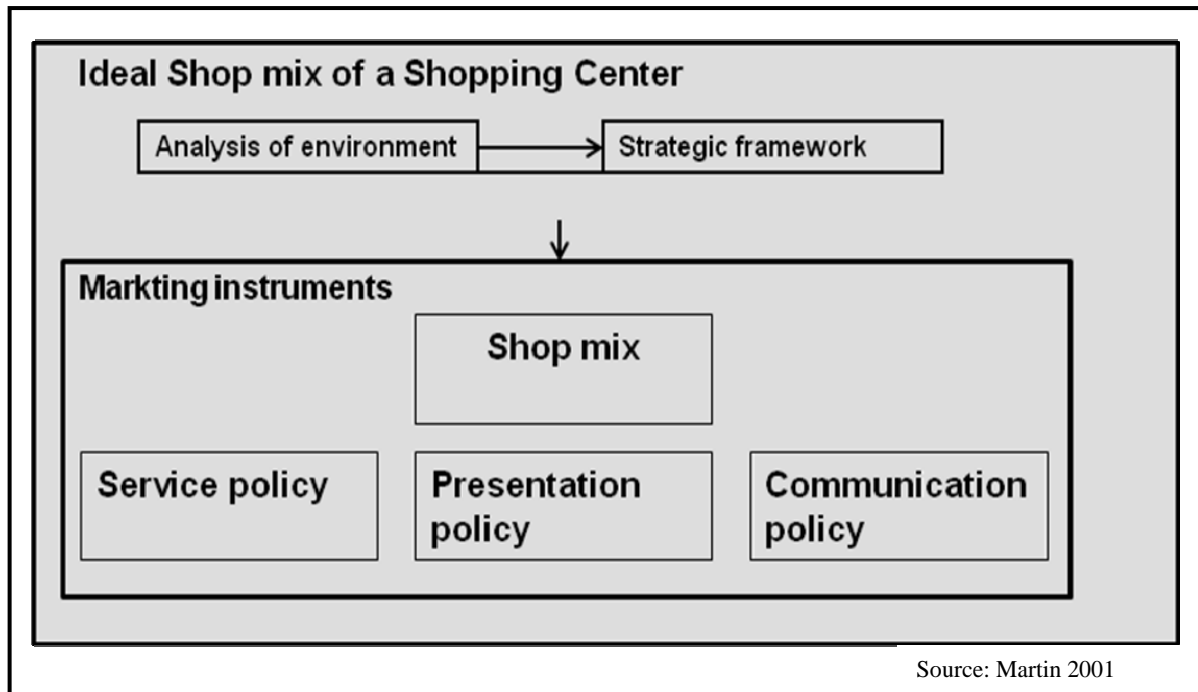 Ideal Shop mix of a Shopping Center
Analysis of environment
Strategic framework
Markting instruments
Shop mix
Service policy
Presentation
policy
Communication
policy
Source: Martin 2001